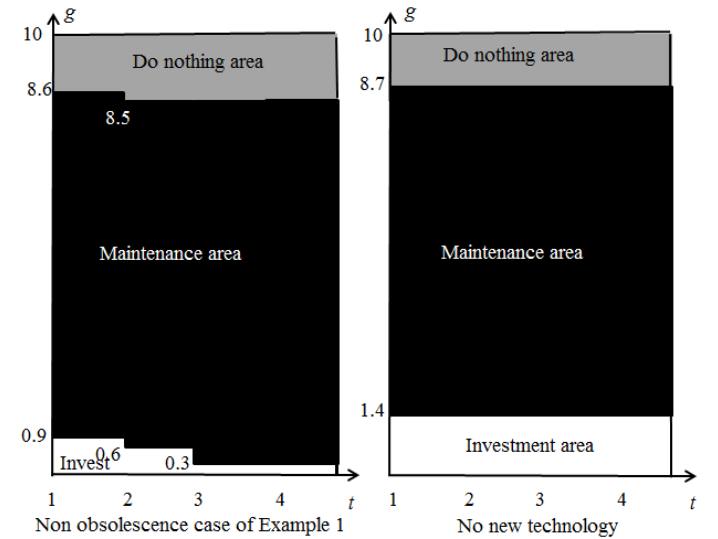 g
10
Do nothing area
8.6
8.5
Maintenance area
0.9
0.6
Invest
0.3
1 2 3 4 t
Non obsolescence case of Example 1
g
10
Do nothing area
8.7
Maintenance area
1.4
Investment area
1 2 3 4 t
No new technology